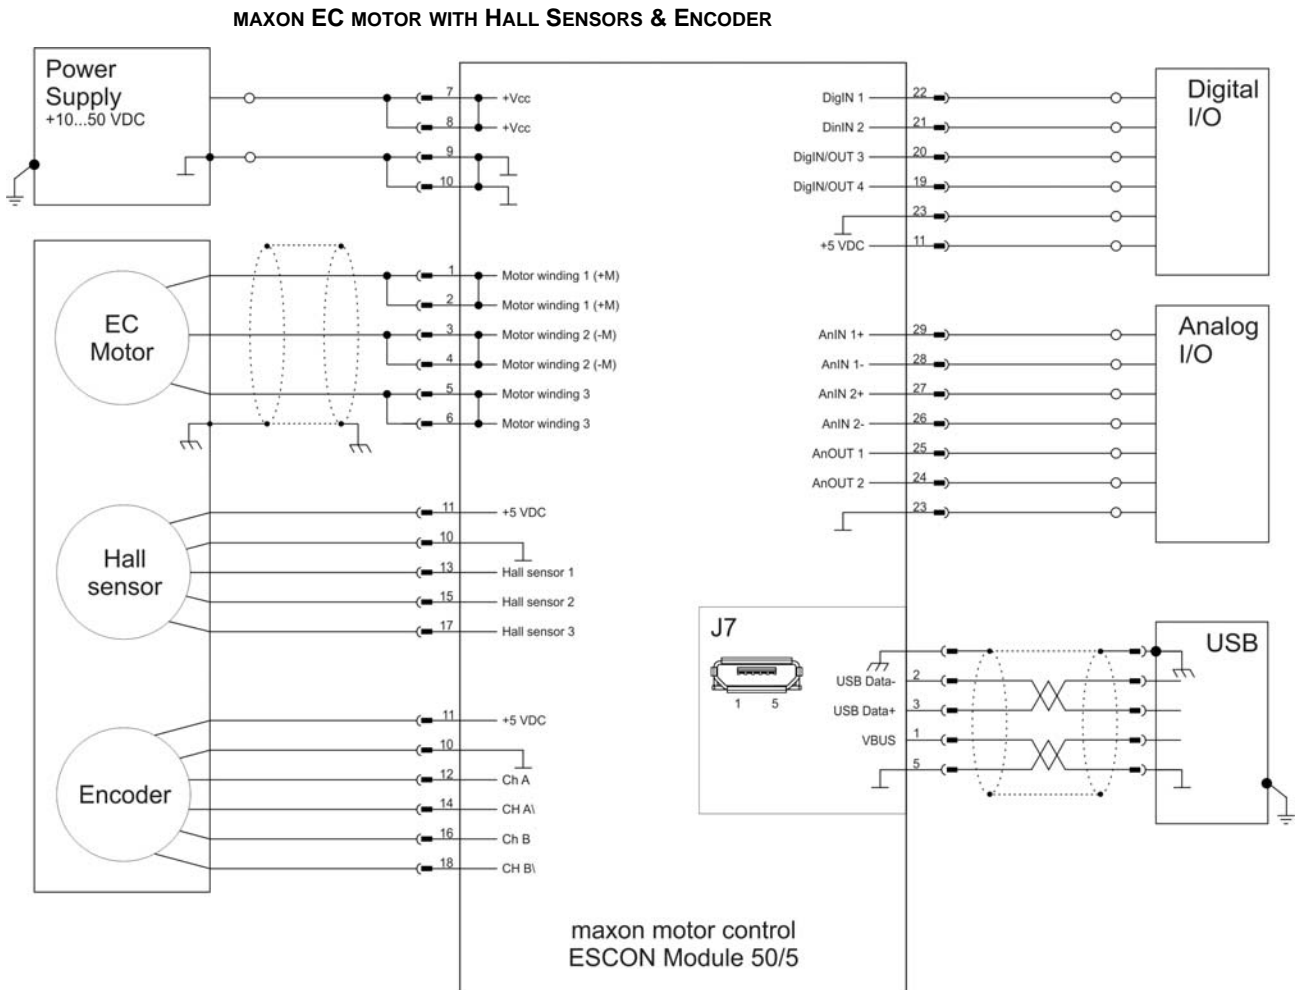 MAXON EC MOTOR WITH HALL SENSORS & ENCODER
Power
Supply
+10...50 VDC
7
+Vcc
8
+Vcc
9
10
EC
Motor
1
Motor winding 1 (+M)
2
Motor winding 1 (+M)
3
Motor winding 2 (-M)
4
Motor winding 2 (-M)
5
Motor winding 3
6
Motor winding 3
Hall
sensor
11
+5 VDC
10
13
Hall sensor 1
15
Hall sensor 2
17
Hall sensor 3
Encoder
11
+5 VDC
10
12
Ch A
14
CH A\
16
Ch B
18
CH B\
Digital
I/O
DigIN 1
22
DinIN 2
21
DigIN/OUT 3
20
DigIN/OUT 4
19
23
+5 VDC
11
Analog
I/O
AnIN 1+
29
AnIN 1-
28
AnIN 2+
27
AnIN 2-
26
AnOUT 1
25
AnOUT 2
24
23
J7
1 5
USB
USB Data-
2
USB Data+
3
VBUS
1
5
maxon motor control
ESCON Module 50/5